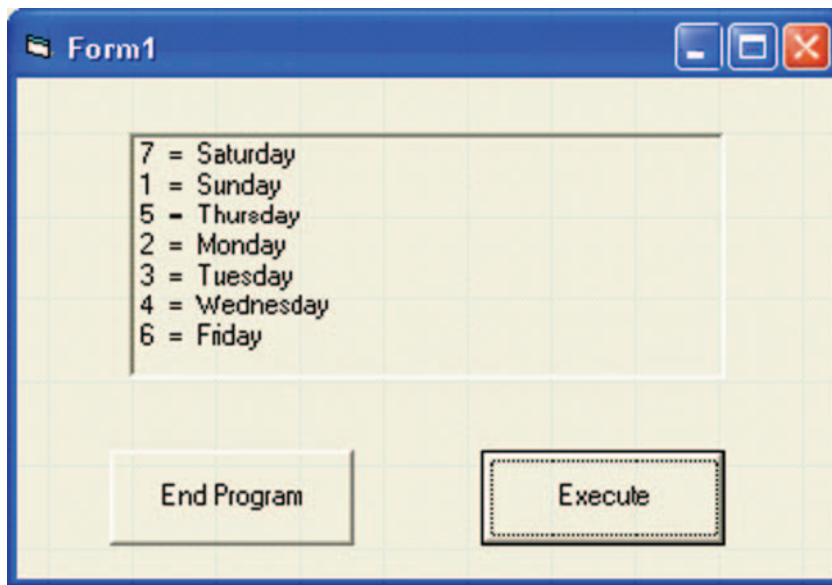 Form1
7 = Saturday
1 = Sunday
5 = Thursday
2 = Monday
3 = Tuesday
4 = Wednesday
6 = Friday
End Program
Execute